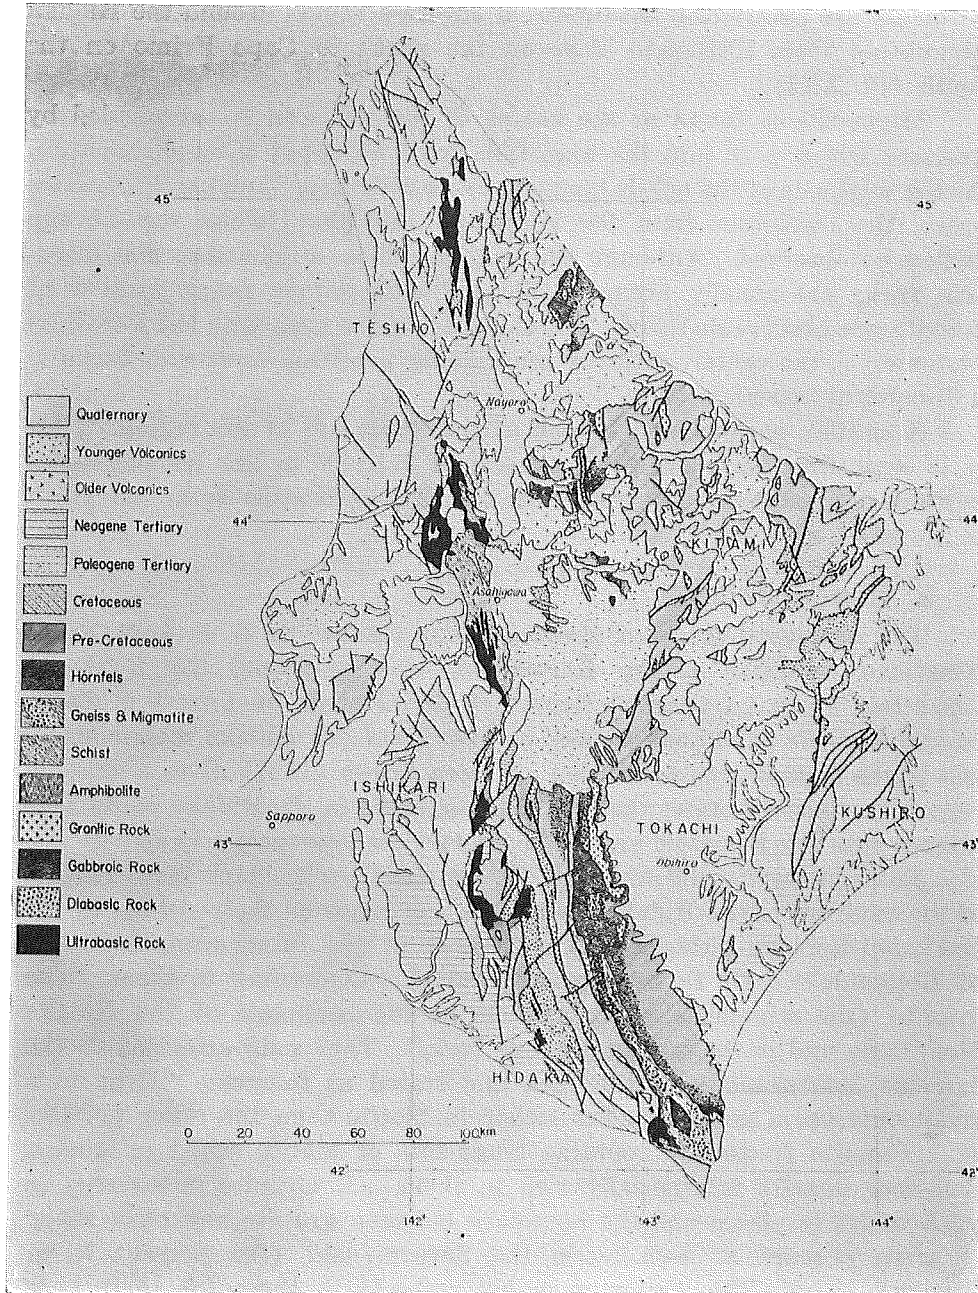 45°
45
TESHIO
Nayoro
Quaternary
Younger Volcanics
Older Volcanics
Neogene Tertiary
Paleogene Tertiary
Cretaceous
Pre-Cretaceous
Hornfels
Gneiss & Migmatite
Schist
Amphibolite
Granitic Rock
Gabbroic Rock
Diabasic Rock
Ultrabasic Rock
44°
44
KITAMI
Asahigawa
ISHIKARI
Sapporo
TOKACHI
KUSHIRO
Obihiro
43°
43
HIDAKA
0 20 40 60 80 100km
42°
42°
142°
143°
144°